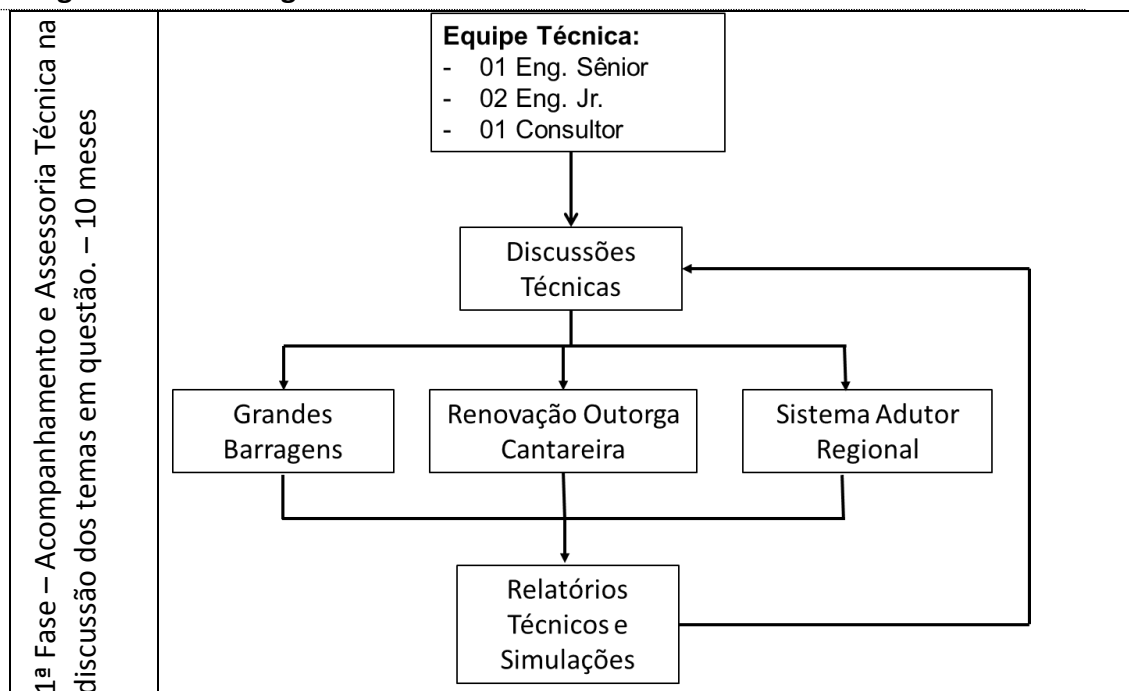 1ª Fase – Acompanhamento e Assessoria Técnica na
discussão dos temas em questão. – 10 meses
Equipe Técnica:
- 01 Eng. Sênior
- 02 Eng. Jr.
- 01 Consultor
Discussões
Técnicas
Grandes
Barragens
Renovação Outorga
Cantareira
Sistema Adutor
Regional
Relatórios
Técnicos e
Simulações